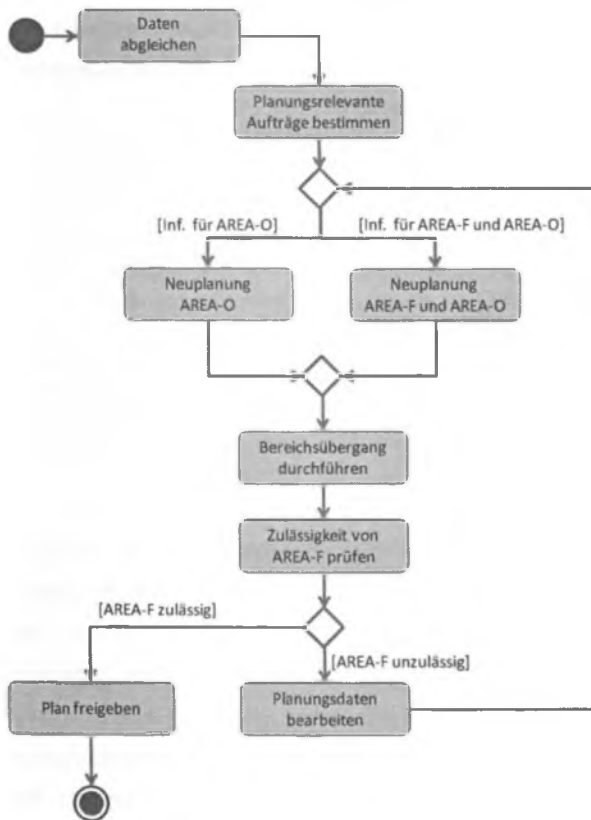 Daten
abgleichen
Planungsrelevante
Aufträge bestimmen
[Inf. für AREA-O]
[Inf. für AREA-F und AREA-O]
Neuplanung
AREA-O
Neuplanung
AREA-F und AREA-O
Bereichsübergang
durchführen
Zulässigkeit von
AREA-F prüfen
[AREA-F zulässig]
[AREA-F unzulässig]
Plan freigeben
Planungsdaten
bearbeiten